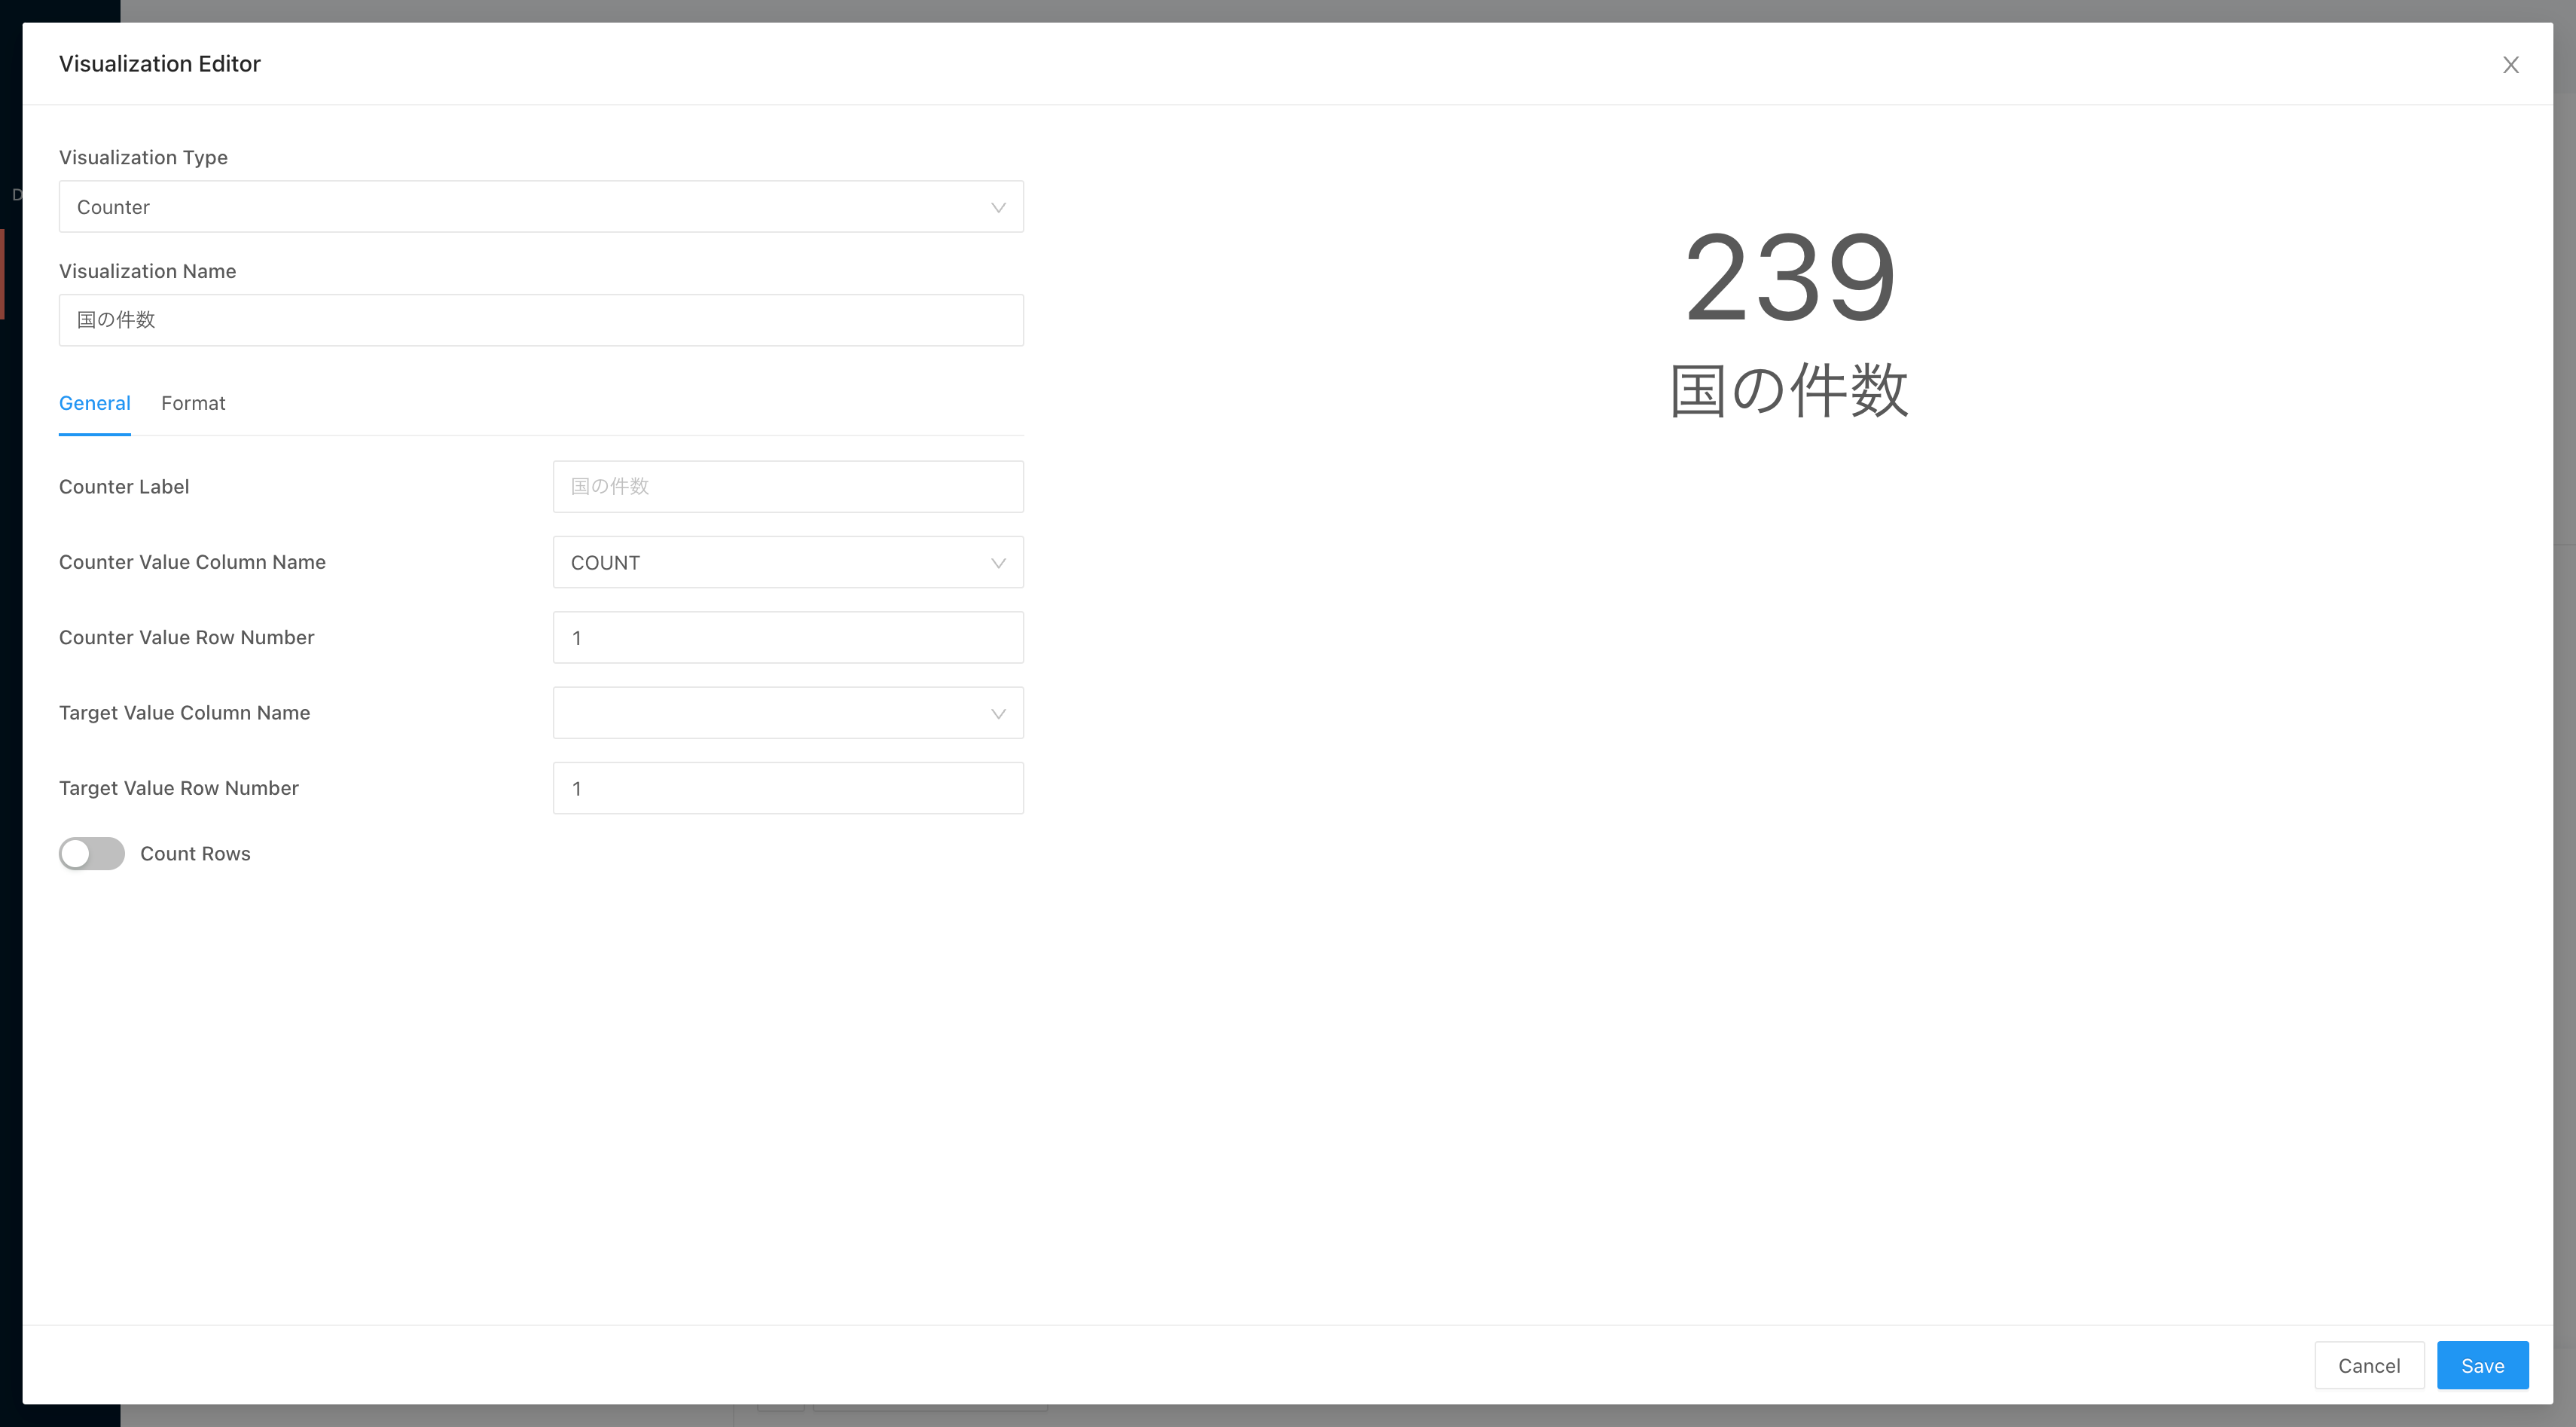 Visualization Editor
D
Visualization Type
Counter
Visualization Name
国の件数
General
Format
Counter Label
国の件数
Counter Value Column Name
COUNT
Counter Value Row Number
1
Target Value Column Name
Target Value Row Number
1
Count Rows
239
国の件数
Cancel
Save